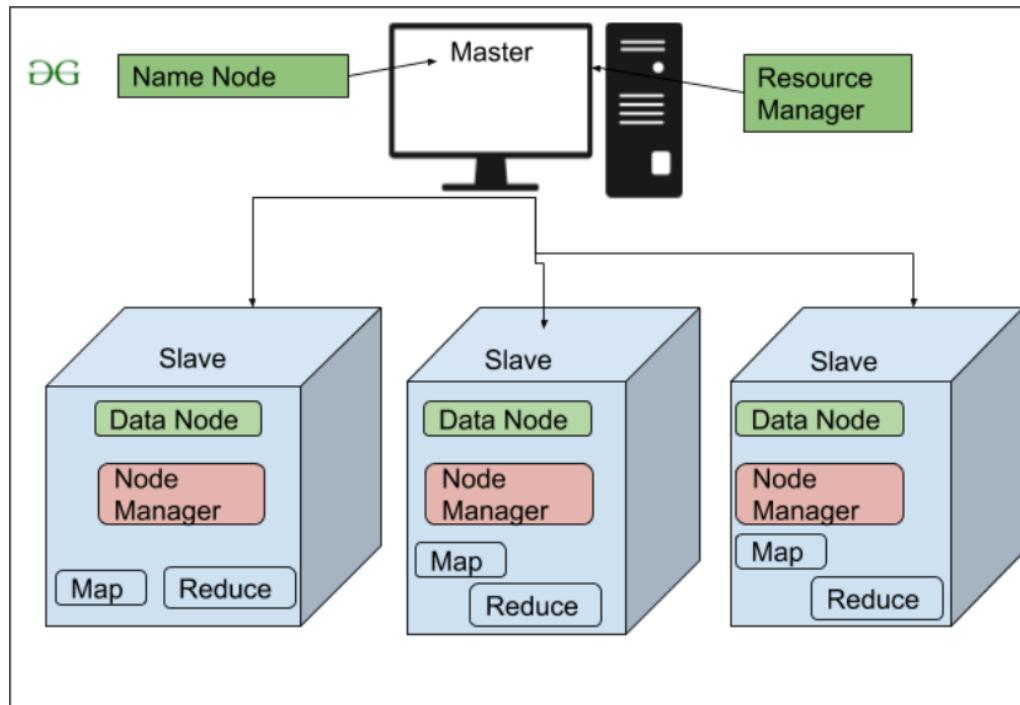 Name Node
Master
Resource
Manager
Slave
Slave
Slave
Data Node
Data Node
Data Node
Node
Manager
Node
Manager
Node
Manager
Map
Reduce
Map
Reduce
Map
Reduce